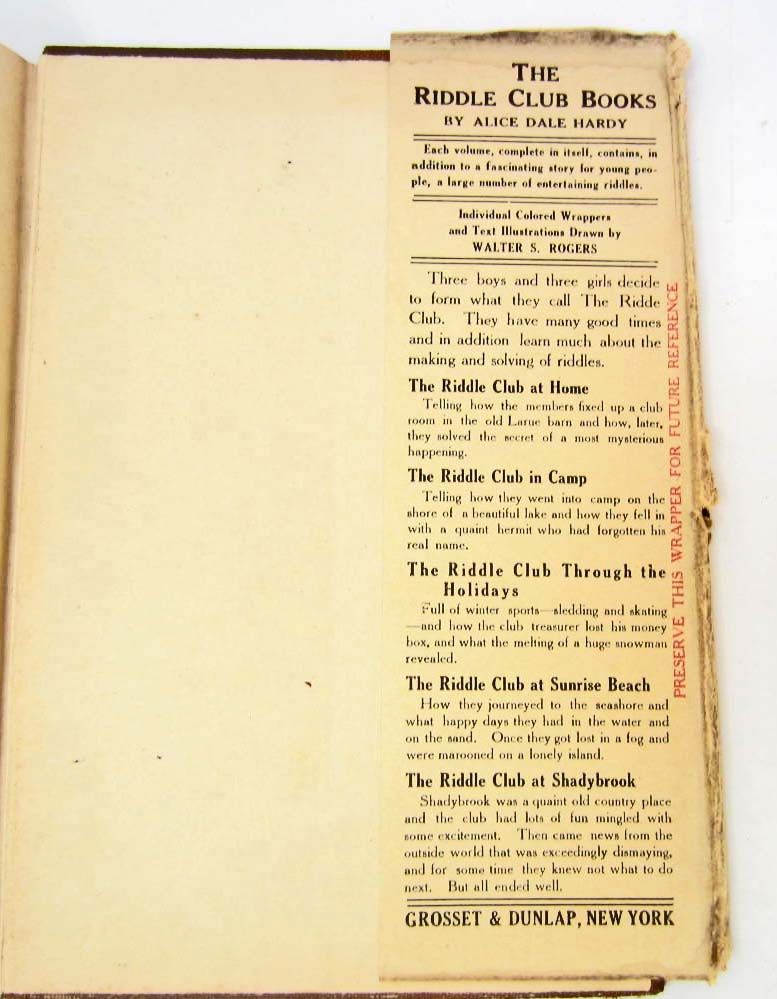 THE
RIDDLE CLUB BOOKS
BY ALICE DALE HARDY
Each volume, complete in itself, contains, in
addition to a fascinating story for young peo-
ple, a large number of entertaining riddles.
Individual Colored Wrappers
and Text Illustrations Drawn by
WALTER S. ROGERS
Three boys and three girls decide
to form what they call The Ridde
Club. They have many good times
and in addition learn much about the
making and solving of riddles.
The Riddle Club at Home
Telling how the members fixed up a club
room in the old Larue barn and how, later,
they solved the secret of a most mysterious
happening.
The Riddle Club in Camp
Telling how they went into camp on the
shore of a beautiful lake and how they fell in
with a quaint hermit who had forgotten his
real name.
The Riddle Club Through the
Holidays
Full of winter sports—sledding and skating
—and how the club treasurer lost his money
box, and what the melting of a huge snowman
revealed.
The Riddle Club at Sunrise Beach
How they journeyed to the seashore and
what happy days they had in the water and
on the sand. Once they got lost in a fog and
were marooned on a lonely island.
The Riddle Club at Shadybrook
Shadybrook was a quaint old country place
and the club had lots of fun mingled with
some excitement. Then came news from the
outside world that was exceedingly dismaying,
and for some time they knew not what to do
next. But all ended well.
GROSSET & DUNLAP, NEW YORK
PRESERVE THIS WRAPPER FOR FUTURE REFERENCE